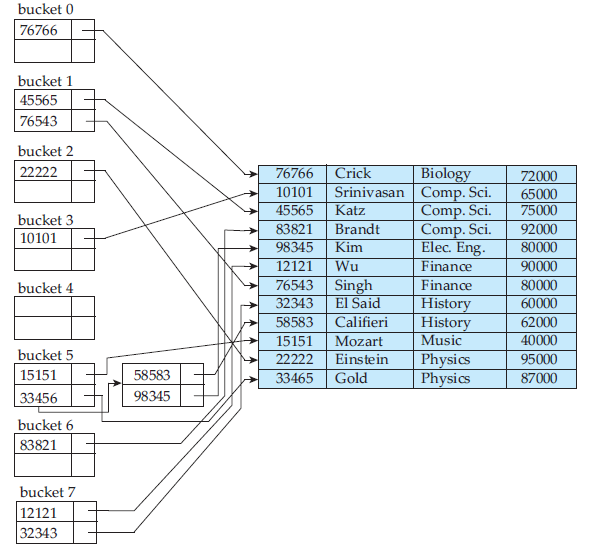 bucket 0
76766
bucket 1
45565
76543
bucket 2
22222
bucket 3
10101
bucket 4
bucket 5
15151
33456
58583
98345
bucket 6
83821
bucket 7
12121
32343
76766 Crick Biology 72000
10101 Srinivasan Comp. Sci. 65000
45565 Katz Comp. Sci. 75000
83821 Brandt Comp. Sci. 92000
98345 Kim Elec. Eng. 80000
12121 Wu Finance 90000
76543 Singh Finance 80000
32343 El Said History 60000
58583 Califieri History 62000
15151 Mozart Music 40000
22222 Einstein Physics 95000
33465 Gold Physics 87000